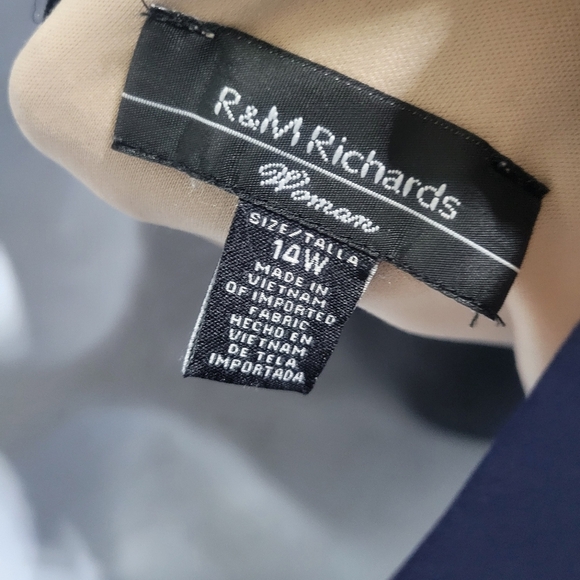 R&M Richards
Woman
SIZE/TALLA
14W
MADE IN
VIETNAM
OF IMPORTED
FABRIC
HECHO EN
VIETNAM
DE TELA
IMPORTADA